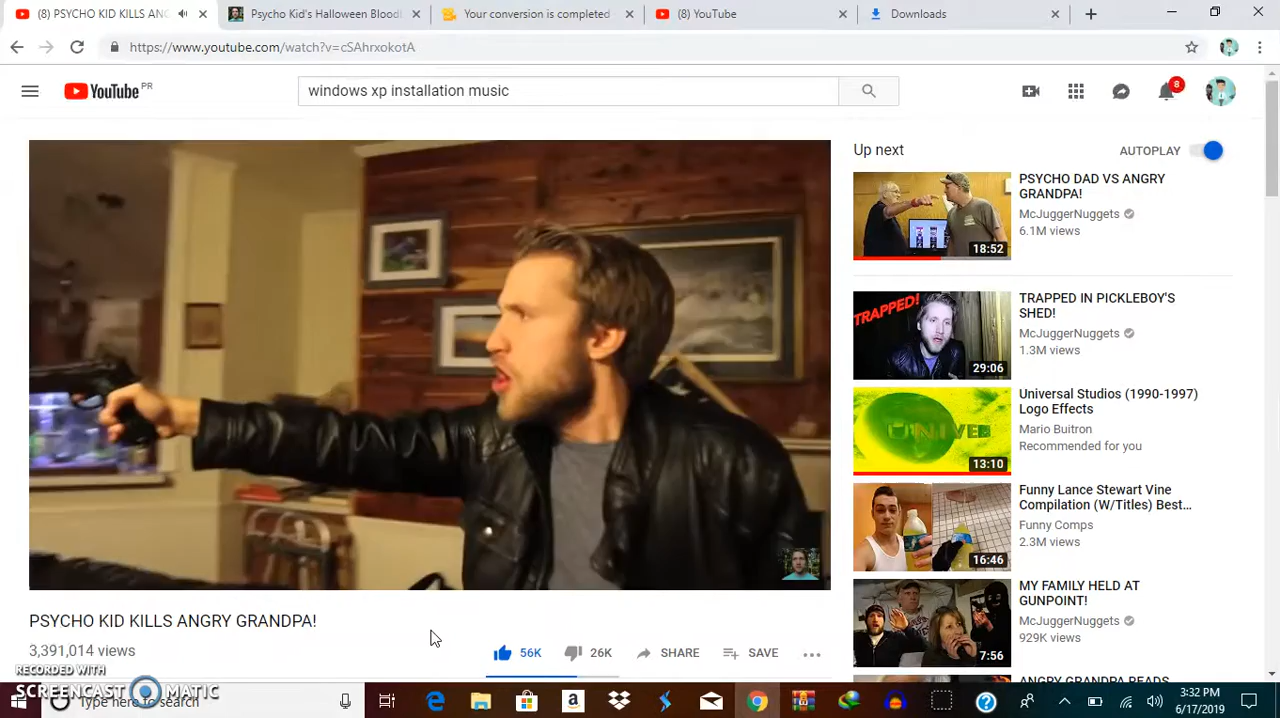 (8) PSYCHO KID KILLS ANG
Psycho Kid's Halloween Blood
Your conversion is completed
(8) YouTube
Downloads
https://www.youtube.com/watch?v=cSAhrxokotA
YouTube PR
windows xp installation music
8
Up next
AUTOPLAY
PSYCHO DAD VS ANGRY
GRANDPA!
McJuggerNuggets
6.1M views
18:52
TRAPPED!
TRAPPED IN PICKLEBOY'S
SHED!
McJuggerNuggets
1.3M views
29:06
Universal Studios (1990-1997)
Logo Effects
Mario Buitron
Recommended for you
13:10
Funny Lance Stewart Vine
Compilation (W/Titles) Best...
Funny Comps
2.3M views
16:46
MY FAMILY HELD AT
GUNPOINT!
McJuggerNuggets
929K views
7:56
ANGRY GRANDPA READS
PSYCHO KID KILLS ANGRY GRANDPA!
3,391,014 views
56K
26K
SHARE
SAVE
RECORDED WITH
SCREENCAST MATIC
Type here to search
3:32 PM
6/17/2019